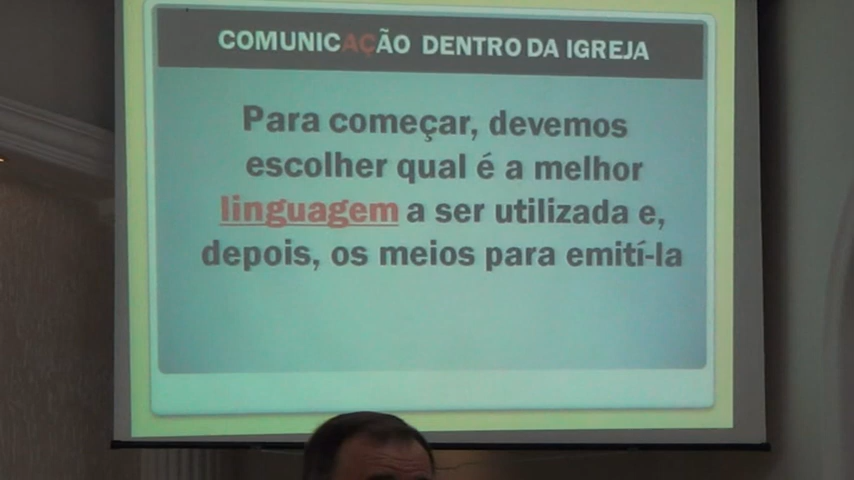 COMUNICAÇÃO DENTRO DA IGREJA
Para começar, devemos
escolher qual é a melhor
linguagem a ser utilizada e,
depois, os meios para emití-la